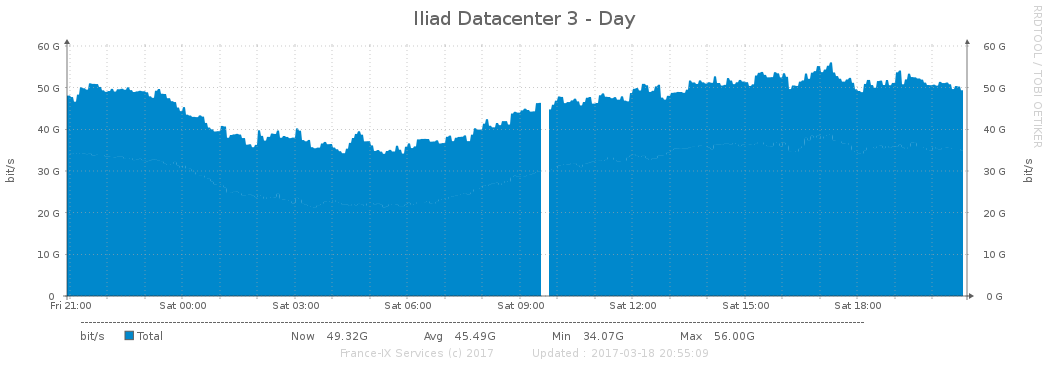 Iliad Datacenter 3 - Day
RRDTOOL / TOBI OETIKER
60 G 60 G
50 G 50 G
40 G 40 G
30 G 30 G
20 G 20 G
10 G 10 G
0 0 G
bit/s bit/s
Fri 21:00 Sat 00:00 Sat 03:00 Sat 06:00 Sat 09:00 Sat 12:00 Sat 15:00 Sat 18:00
bit/s Total Now 49.32G Avg 45.49G Min 34.07G Max 56.00G
France-IX Services (c) 2017 Updated : 2017-03-18 20:55:09